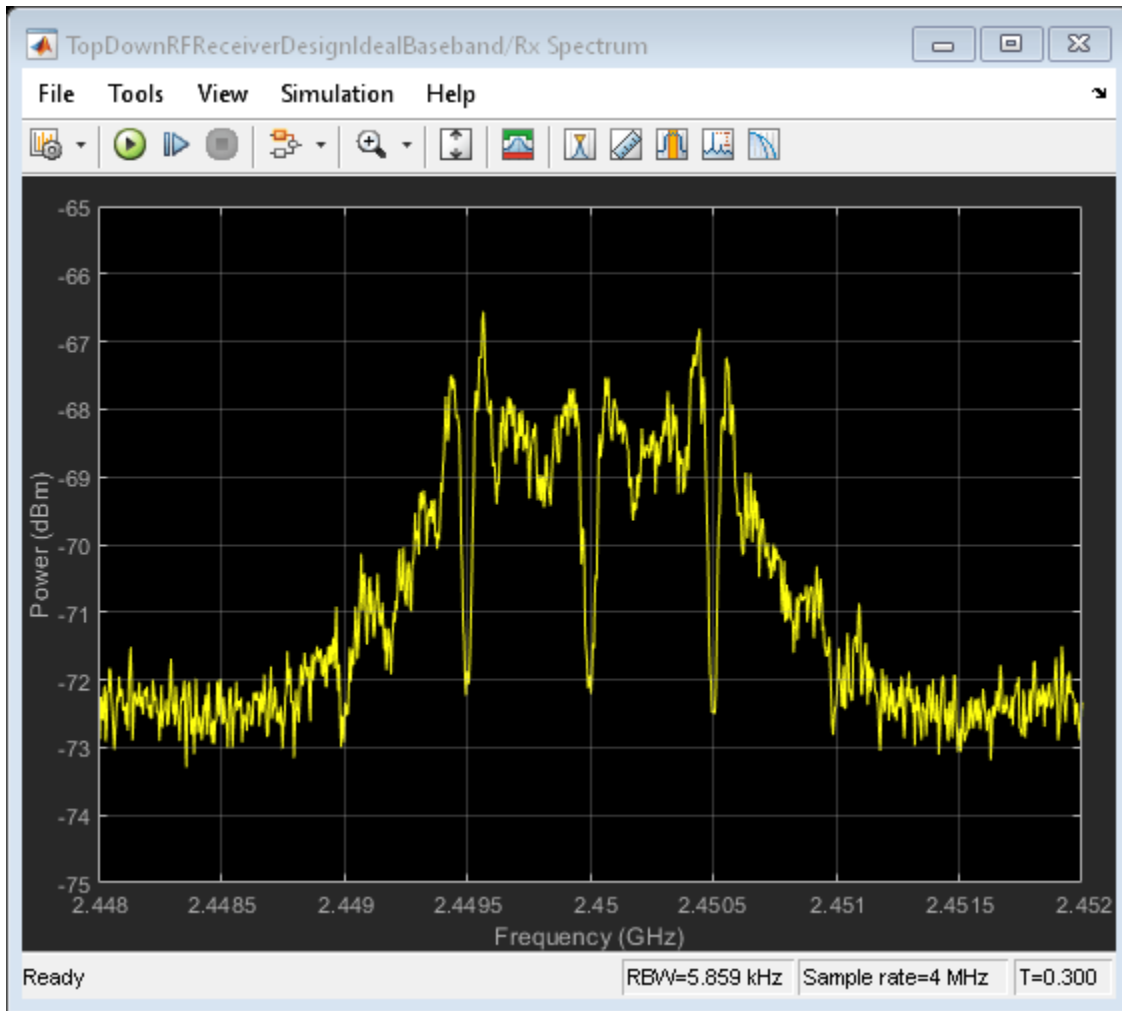 TopDownRFReceiverDesignIdealBaseband/Rx Spectrum
File Tools View Simulation Help
-65
-66
-67
-68
-69
-70
-71
-72
-73
-74
-75
Power (dBm)
2.448 2.4485 2.449 2.4495 2.45 2.4505 2.451 2.4515 2.452
Frequency (GHz)
Ready RBW=5.859 kHz Sample rate=4 MHz T=0.300